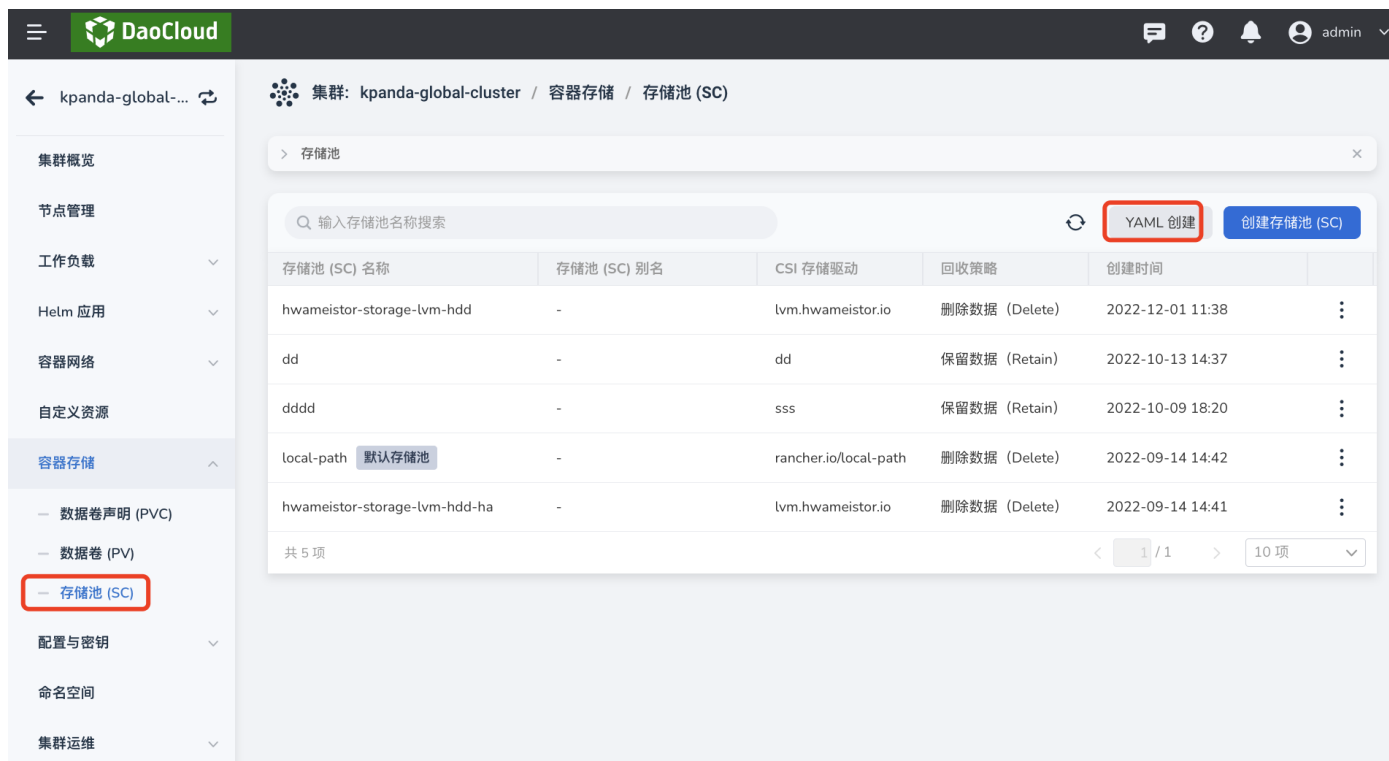 DaoCloud
admin
kpanda-global-...
集群: kpanda-global-cluster / 容器存储 / 存储池 (SC)
集群概览
节点管理
工作负载
Helm 应用
容器网络
自定义资源
容器存储
数据卷声明 (PVC)
数据卷 (PV)
存储池 (SC)
配置与密钥
命名空间
集群运维
存储池
输入存储池名称搜索
YAML 创建
创建存储池 (SC)
存储池 (SC) 名称 存储池 (SC) 别名 CSI 存储驱动 回收策略 创建时间
hwameistor-storage-lvm-hdd - lvm.hwameistor.io 删除数据（Delete） 2022-12-01 11:38
dd - dd 保留数据（Retain） 2022-10-13 14:37
dddd - sss 保留数据（Retain） 2022-10-09 18:20
local-path 默认存储池 - rancher.io/local-path 删除数据（Delete） 2022-09-14 14:42
hwameistor-storage-lvm-hdd-ha - lvm.hwameistor.io 删除数据（Delete） 2022-09-14 14:41
共 5 项
1 / 1
10 项